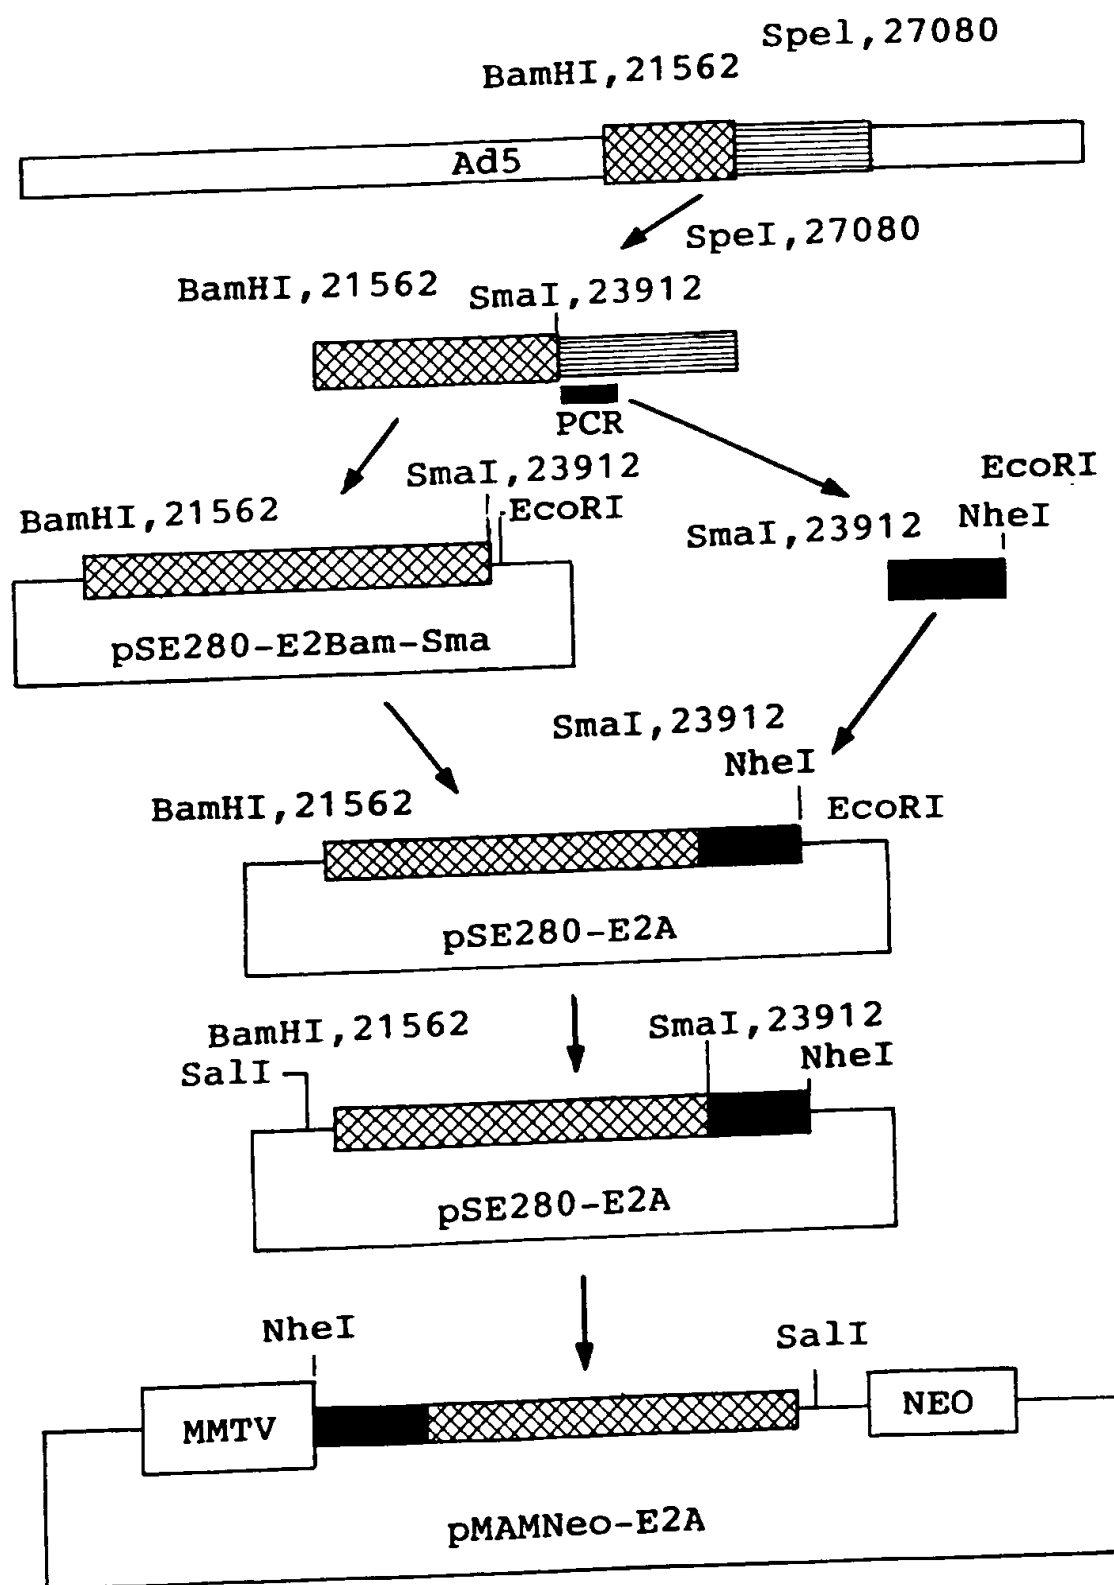 Spel,27080
BamHI,21562
Ad5
SpeI,27080
BamHI,21562
SmaI,23912
PCR
SmaI,23912
EcoRI
BamHI,21562
EcoRI
SmaI,23912
NheI
pSE280-E2Bam-Sma
SmaI,23912
NheI
BamHI,21562
EcoRI
pSE280-E2A
BamHI,21562
SmaI,23912
SalI
NheI
pSE280-E2A
NheI
SalI
MMTV
NEO
pMAMNeo-E2A